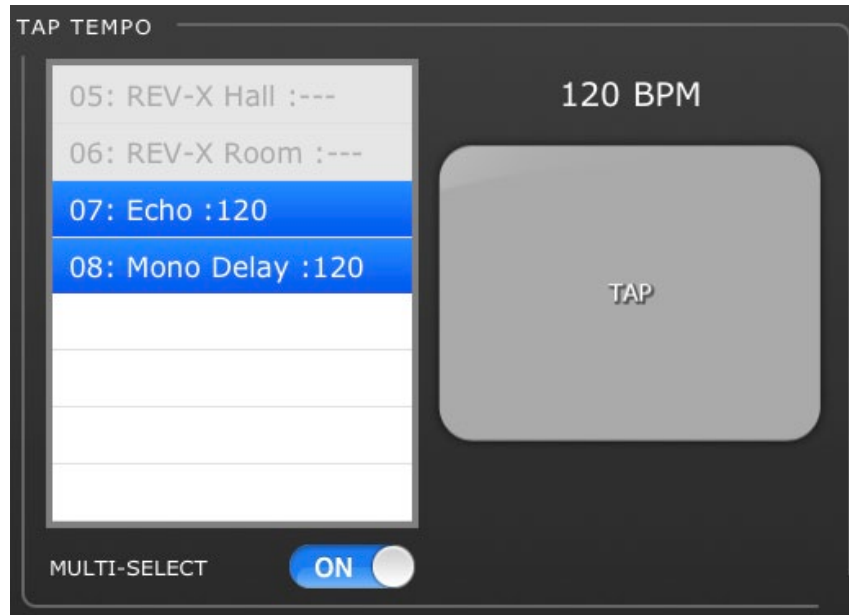 TAP TEMPO
05: REV-X Hall :---
06: REV-X Room :---
07: Echo :120
08: Mono Delay :120
120 BPM
TAP
MULTI-SELECT
ON